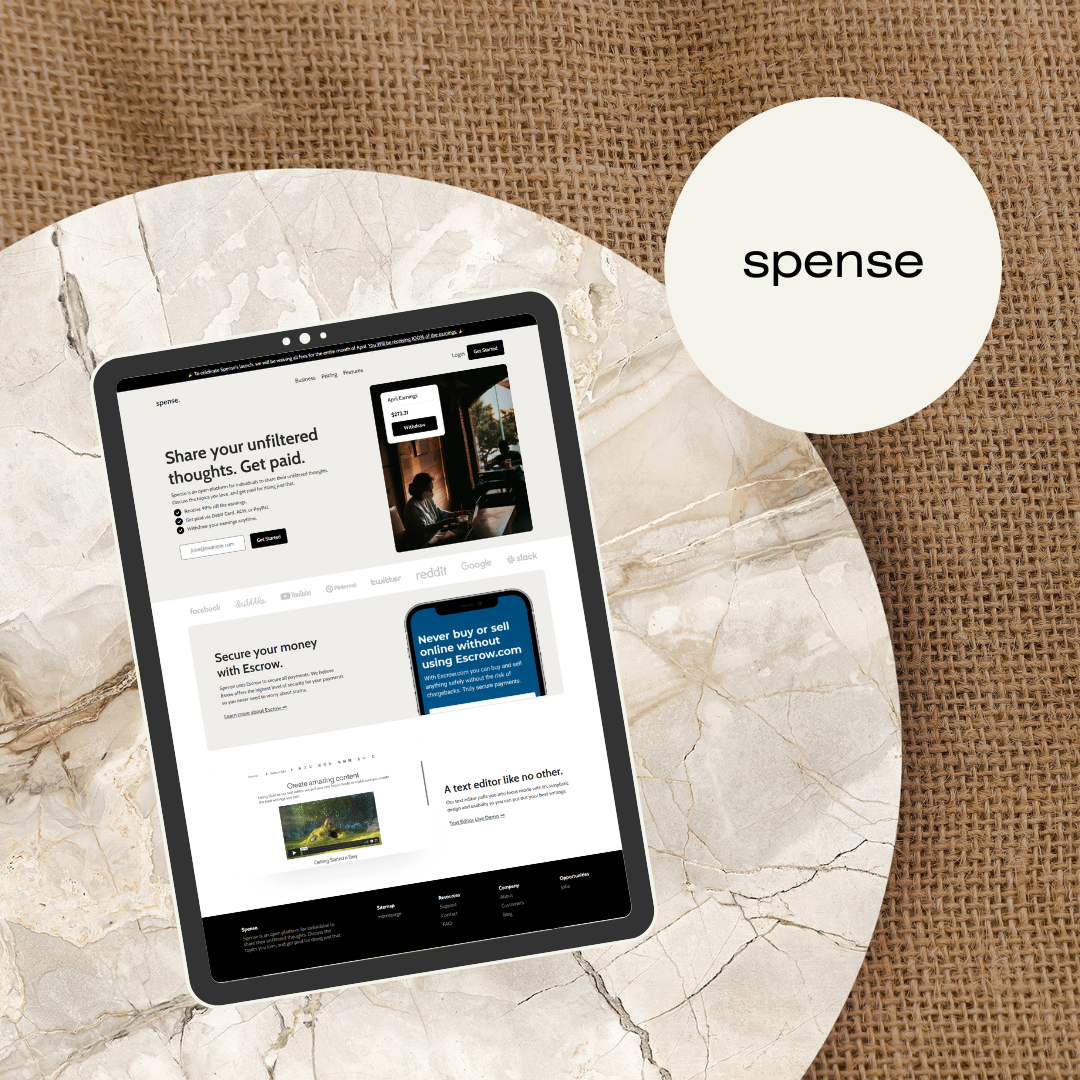 spense
🎉 To celebrate Spense's launch, we will be waiving all fees for the entire month of April. You Will be receiving 100% of the earnings. 🎉
spense.
Business Pricing Features
Login
Get Started
Share your unfiltered
thoughts. Get paid.
Spense is an open platform for individuals to share their unfiltered thoughts.
Discuss the topics you love, and get paid for doing just that.
Receive 99% of the earnings.
Get paid via Debit Card, ACH, or PayPal.
Withdraw your earnings anytime.
Get Started
April Earnings
$273.21
Withdraw
facebook dribbble YouTube Pinterest twitter reddit Google slack
Secure your money
with Escrow.
Spense uses Escrow to secure all payments. We believe
Escrow offers the highest level of security for your payments
so you never need to worry about scams.
Learn more about Escrow
Never buy or sell
online without
using Escrow.com
With Escrow.com you can buy and sell
anything safely without the risk of
chargebacks. Truly secure payments.
Create amazing content
Getting Started is Easy
A text editor like no other.
Our text editor pulls you into focus mode with it's simplistic
design and usability so you can put out your best writings.
Text Editor Live Demo
Spense
Spense is an open platform for individuals to
share their unfiltered thoughts. Discuss the
topics you love, and get paid for doing just that.
Sitemap
Homepage
Resources
Support
Contact
FAQ
Company
About
Customers
Blog
Opportunities
Jobs